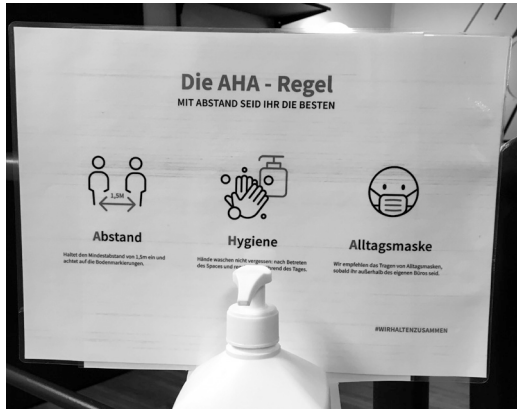 Die AHA - Regel
MIT ABSTAND SEID IHR DIE BESTEN
1,5M
Abstand
Haltet den Mindestabstand von 1,5m ein und
achtet auf die Bodenmarkierungen.
Hygiene
Hände waschen nicht vergessen: nach Betreten
des Spaces und des Tages.
Alltagsmaske
Wir empfehlen das Tragen von Alltagsmasken,
sobald ihr außerhalb des eigenen Büros seid.
#WIRHALTENZUSAMMEN